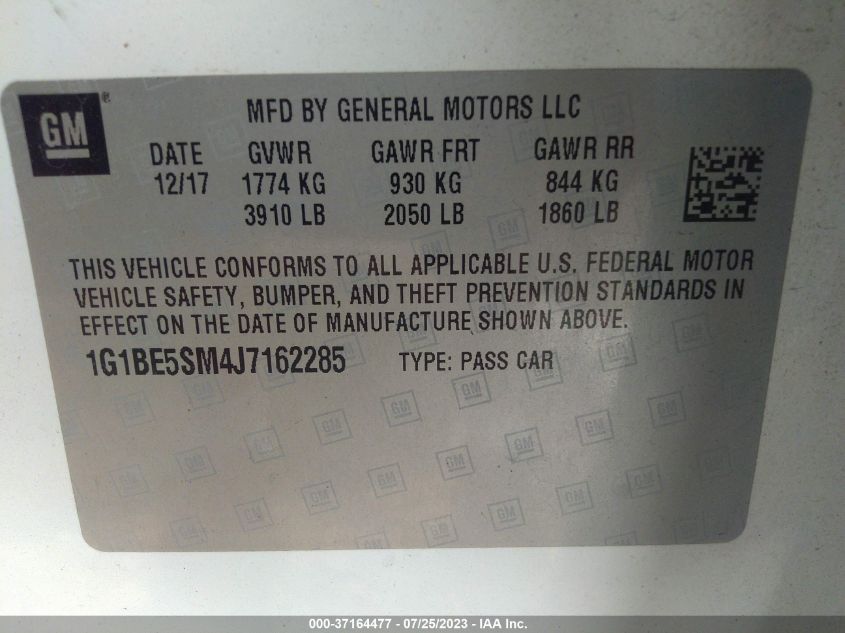 GM ®
MFD BY GENERAL MOTORS LLC
DATE GVWR GAWR FRT GAWR RR
12/17 1774 KG 930 KG 844 KG
3910 LB 2050 LB 1860 LB
THIS VEHICLE CONFORMS TO ALL APPLICABLE U.S. FEDERAL MOTOR
VEHICLE SAFETY, BUMPER, AND THEFT PREVENTION STANDARDS IN
EFFECT ON THE DATE OF MANUFACTURE SHOWN ABOVE.
1G1BE5SM4J7162285 TYPE: PASS CAR
000-37164477 - 07/25/2023 - IAA Inc.